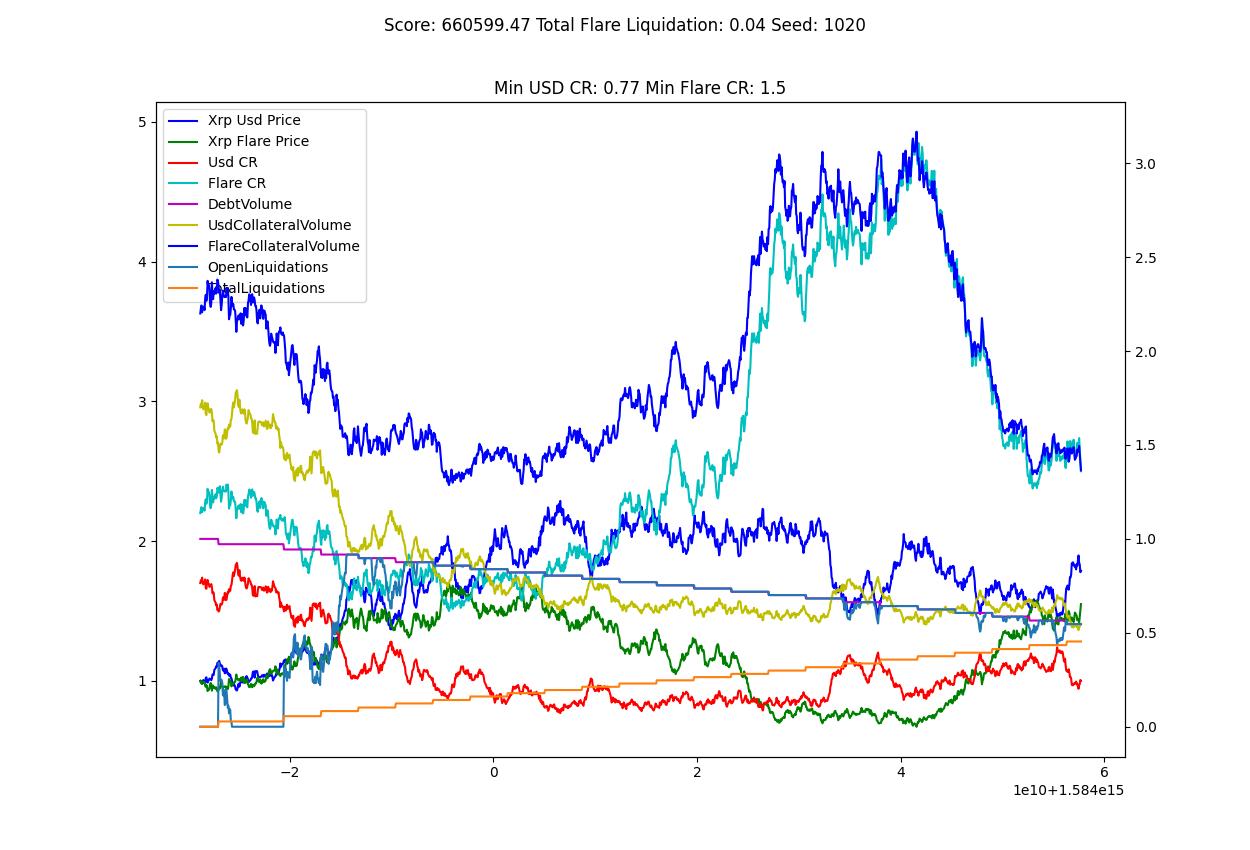 Score: 660599.47 Total Flare Liquidation: 0.04 Seed: 1020
Min USD CR: 0.77 Min Flare CR: 1.5
Xrp Usd Price
Xrp Flare Price
Usd CR
Flare CR
DebtVolume
UsdCollateralVolume
FlareCollateralVolume
OpenLiquidations
TotalLiquidations
5
4
3
2
1
3.0
2.5
2.0
1.5
1.0
0.5
0.0
−2 0 2 4 6
1e10+1.584e15